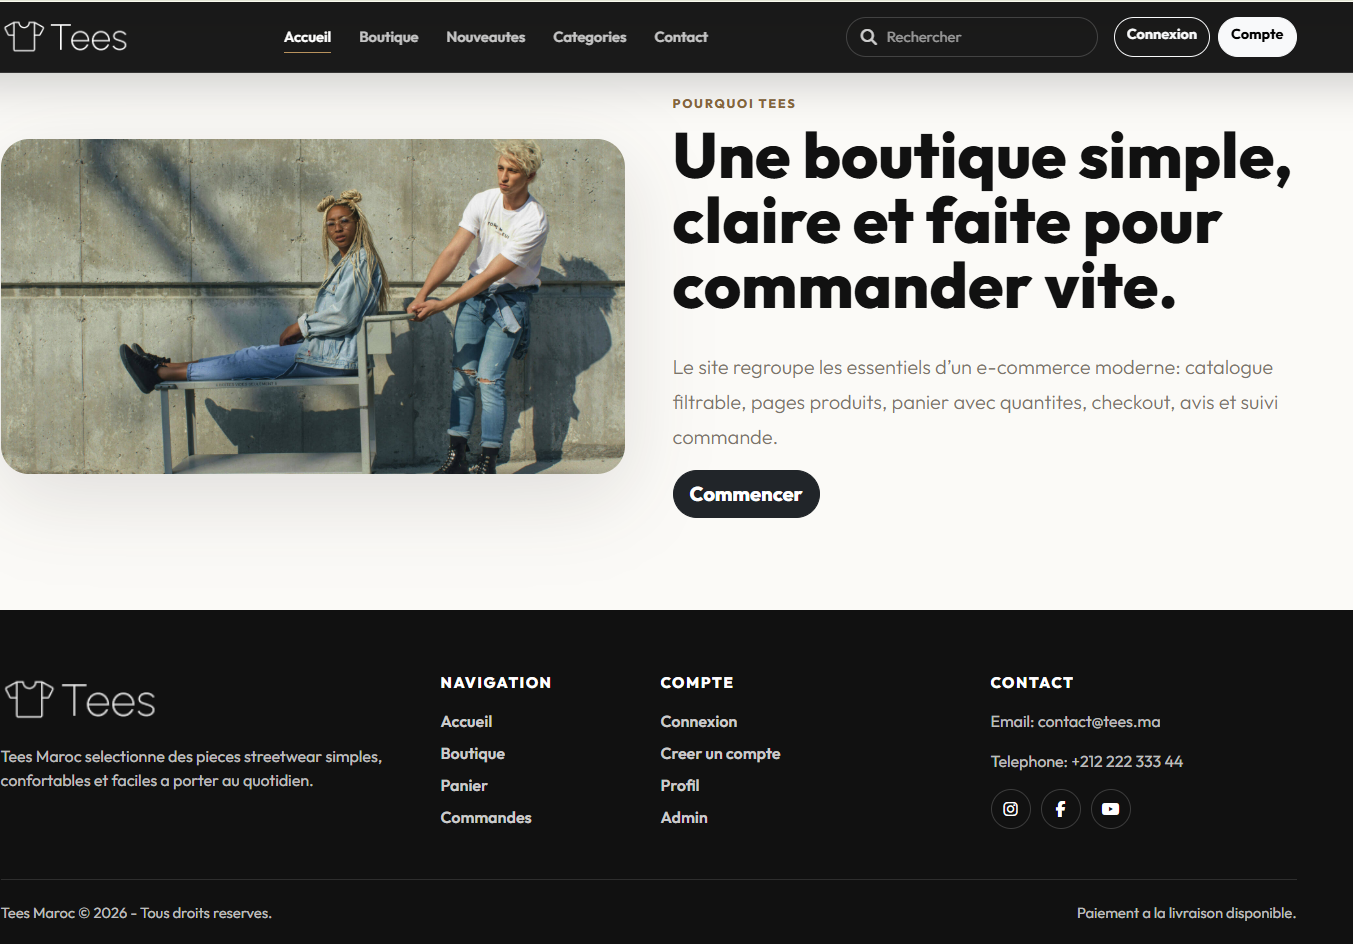 Tees
Accueil
Boutique
Nouveautes
Categories
Contact
Rechercher
Connexion
Compte
POURQUOI TEES
Une boutique simple,
claire et faite pour
commander vite.
Le site regroupe les essentiels d’un e-commerce moderne: catalogue
filtrable, pages produits, panier avec quantites, checkout, avis et suivi
commande.
Commencer
Tees
Tees Maroc selectionne des pieces streetwear simples,
confortables et faciles a porter au quotidien.
NAVIGATION
Accueil
Boutique
Panier
Commandes
COMPTE
Connexion
Creer un compte
Profil
Admin
CONTACT
Email: contact@tees.ma
Telephone: +212 222 333 44
Tees Maroc © 2026 - Tous droits reserves.
Paiement a la livraison disponible.